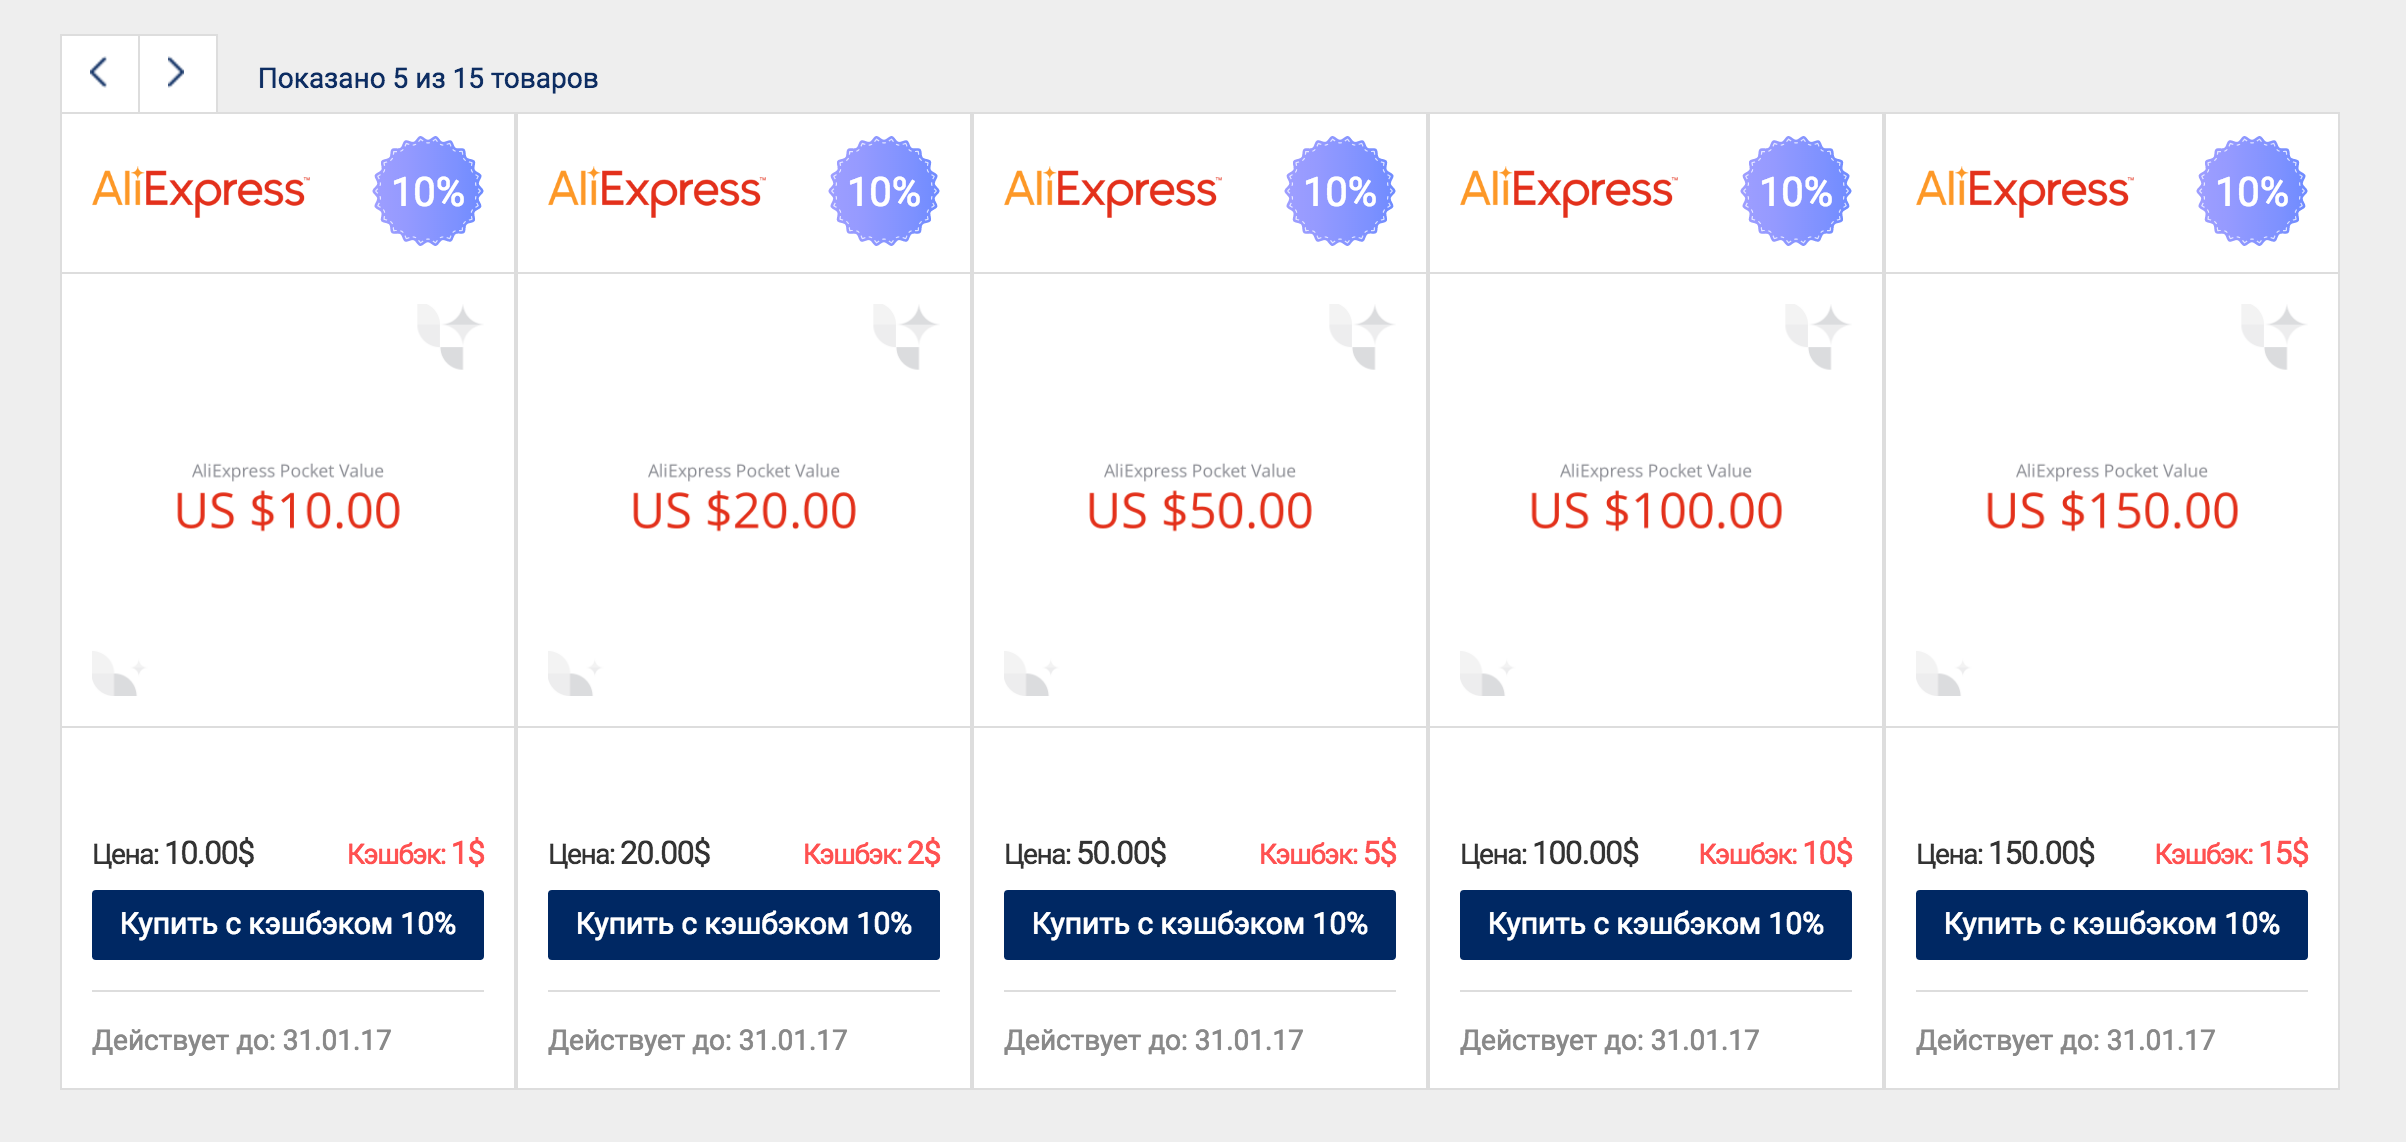 Показано 5 из 15 товаров
AliExpress™
10%
AliExpress Pocket Value
US $10.00
Цена: 10.00$
Кэшбэк: 1$
Купить с кэшбэком 10%
Действует до: 31.01.17
AliExpress™
10%
AliExpress Pocket Value
US $20.00
Цена: 20.00$
Кэшбэк: 2$
Купить с кэшбэком 10%
Действует до: 31.01.17
AliExpress™
10%
AliExpress Pocket Value
US $50.00
Цена: 50.00$
Кэшбэк: 5$
Купить с кэшбэком 10%
Действует до: 31.01.17
AliExpress™
10%
AliExpress Pocket Value
US $100.00
Цена: 100.00$
Кэшбэк: 10$
Купить с кэшбэком 10%
Действует до: 31.01.17
AliExpress™
10%
AliExpress Pocket Value
US $150.00
Цена: 150.00$
Кэшбэк: 15$
Купить с кэшбэком 10%
Действует до: 31.01.17